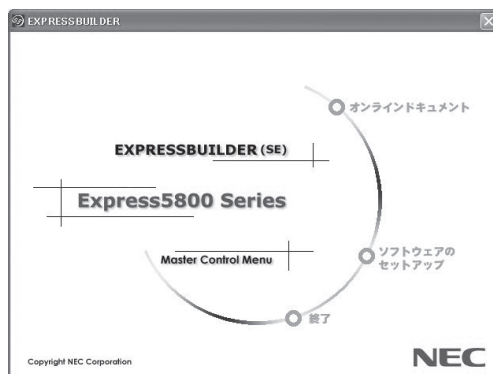 EXPRESSBUILDER
オンラインドキュメント
EXPRESSBUILDER (SE)
Express5800 Series
ソフトウェアの
セットアップ
Master Control Menu
終了
Copyright NEC Corporation
NEC